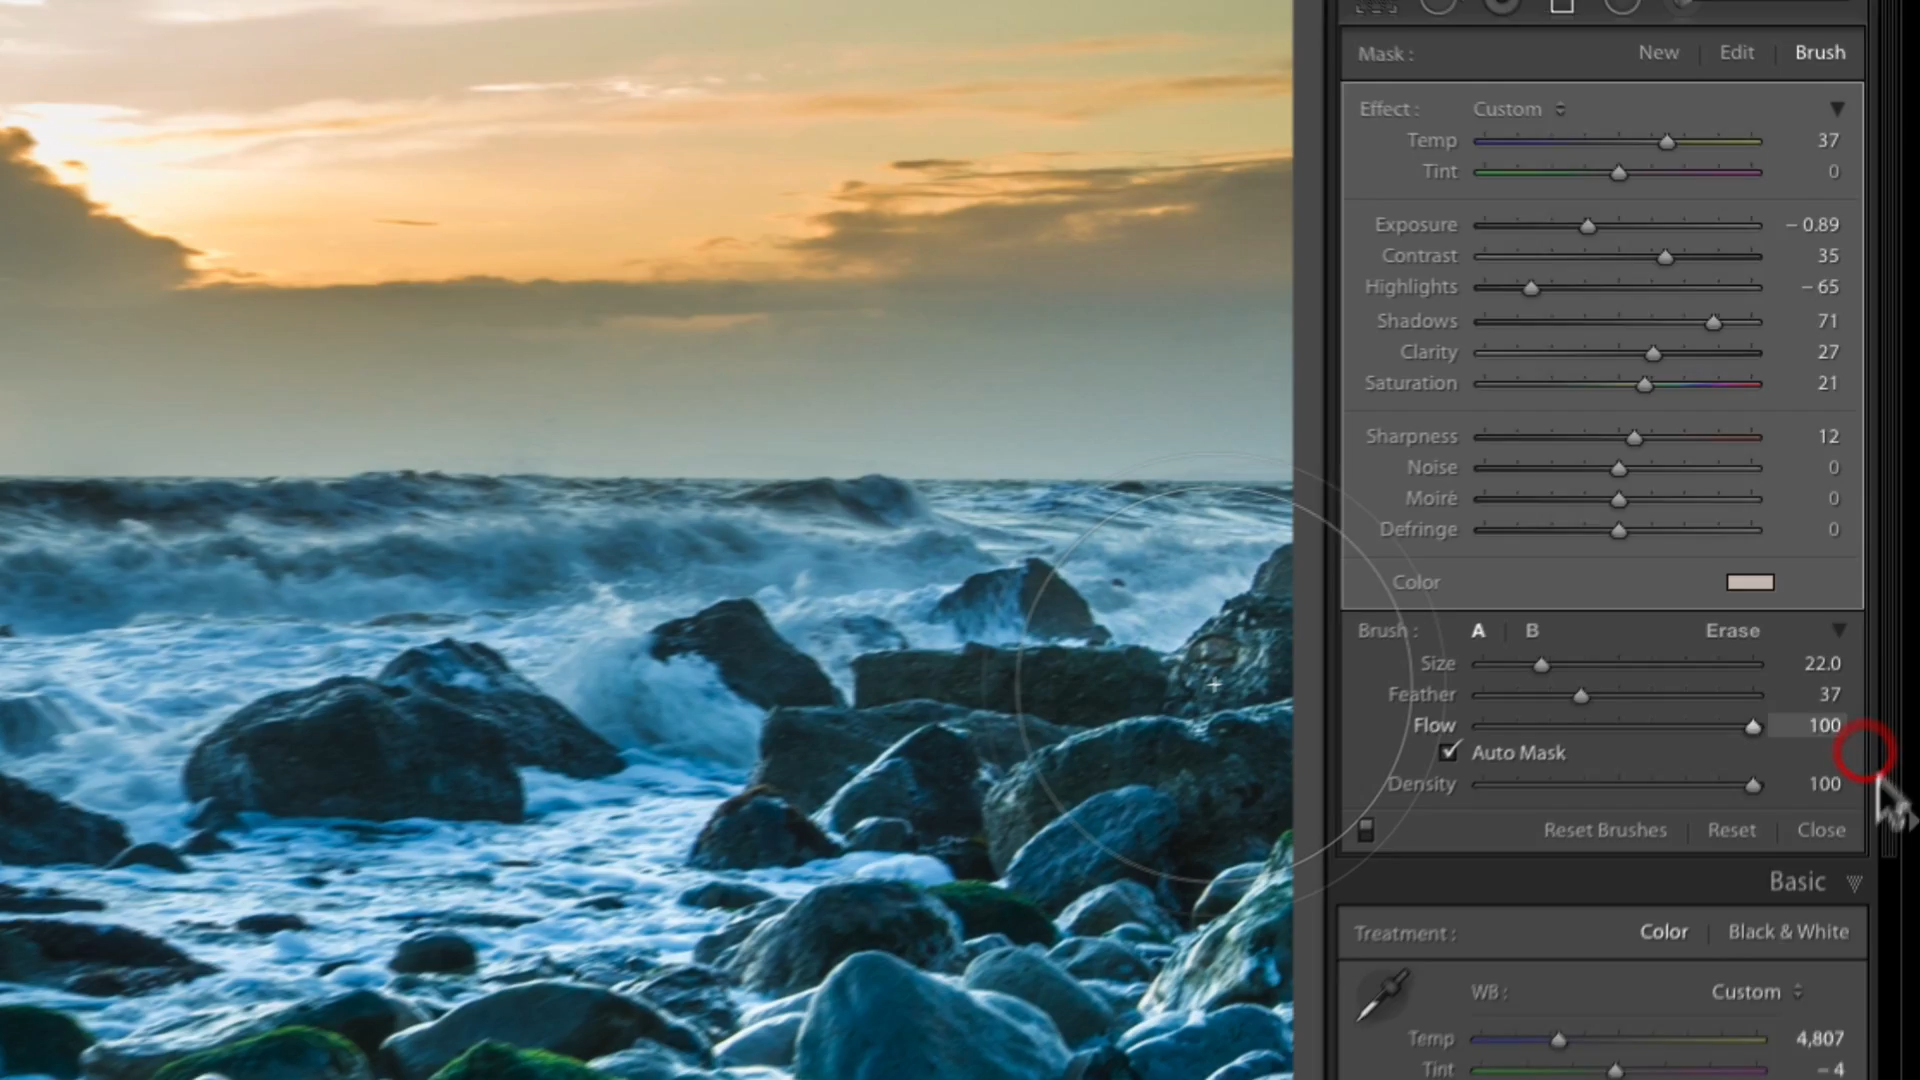 Mask : New | Edit | Brush
Effect : Custom
Temp 37
Tint 0
Exposure – 0.89
Contrast 35
Highlights – 65
Shadows 71
Clarity 27
Saturation 21
Sharpness 12
Noise 0
Moiré 0
Defringe 0
Color
Brush : A | B Erase
Size 22.0
Feather 37
Flow 100
Auto Mask
Density 100
Reset Brushes | Reset | Close
Basic
Treatment : Color | Black & White
WB : Custom
Temp 4,807
Tint – 4